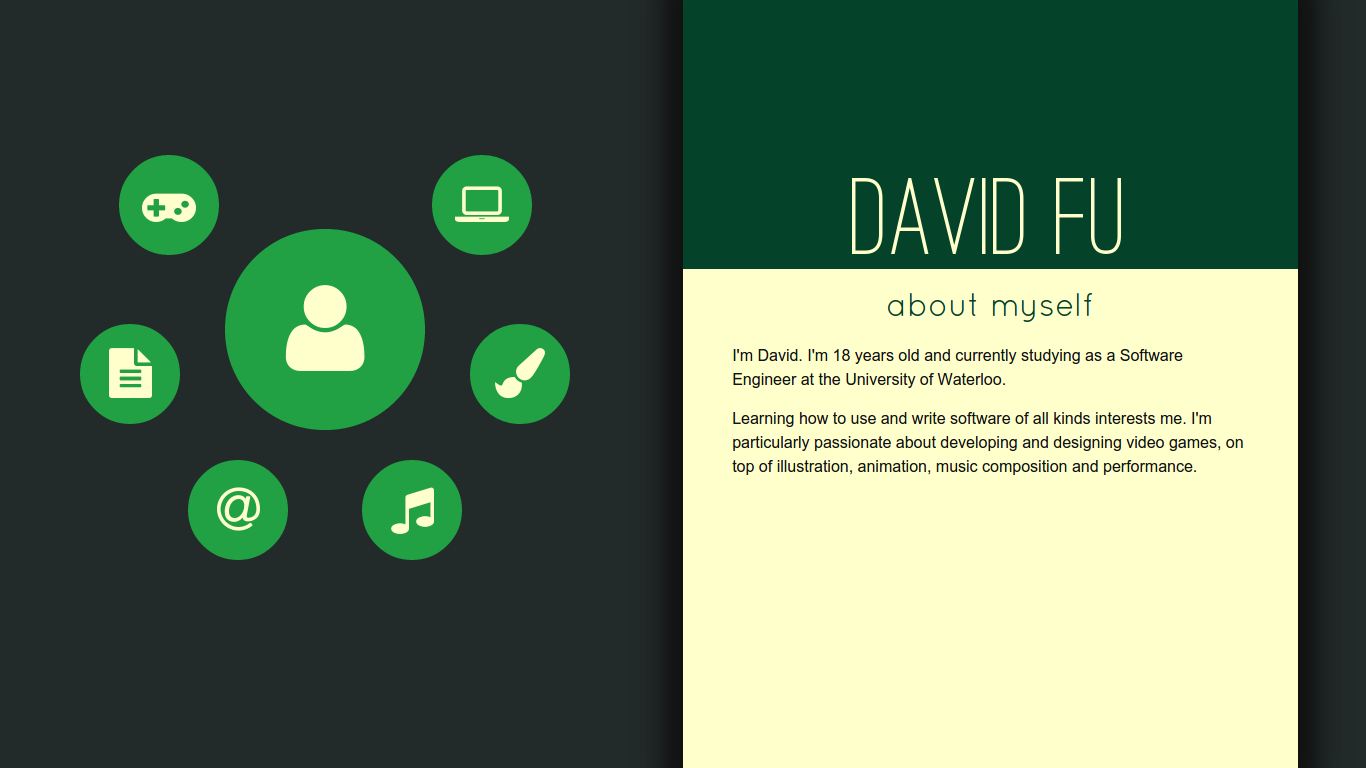 DAVID FU
about myself
I'm David. I'm 18 years old and currently studying as a Software
Engineer at the University of Waterloo.
Learning how to use and write software of all kinds interests me. I'm
particularly passionate about developing and designing video games, on
top of illustration, animation, music composition and performance.
@